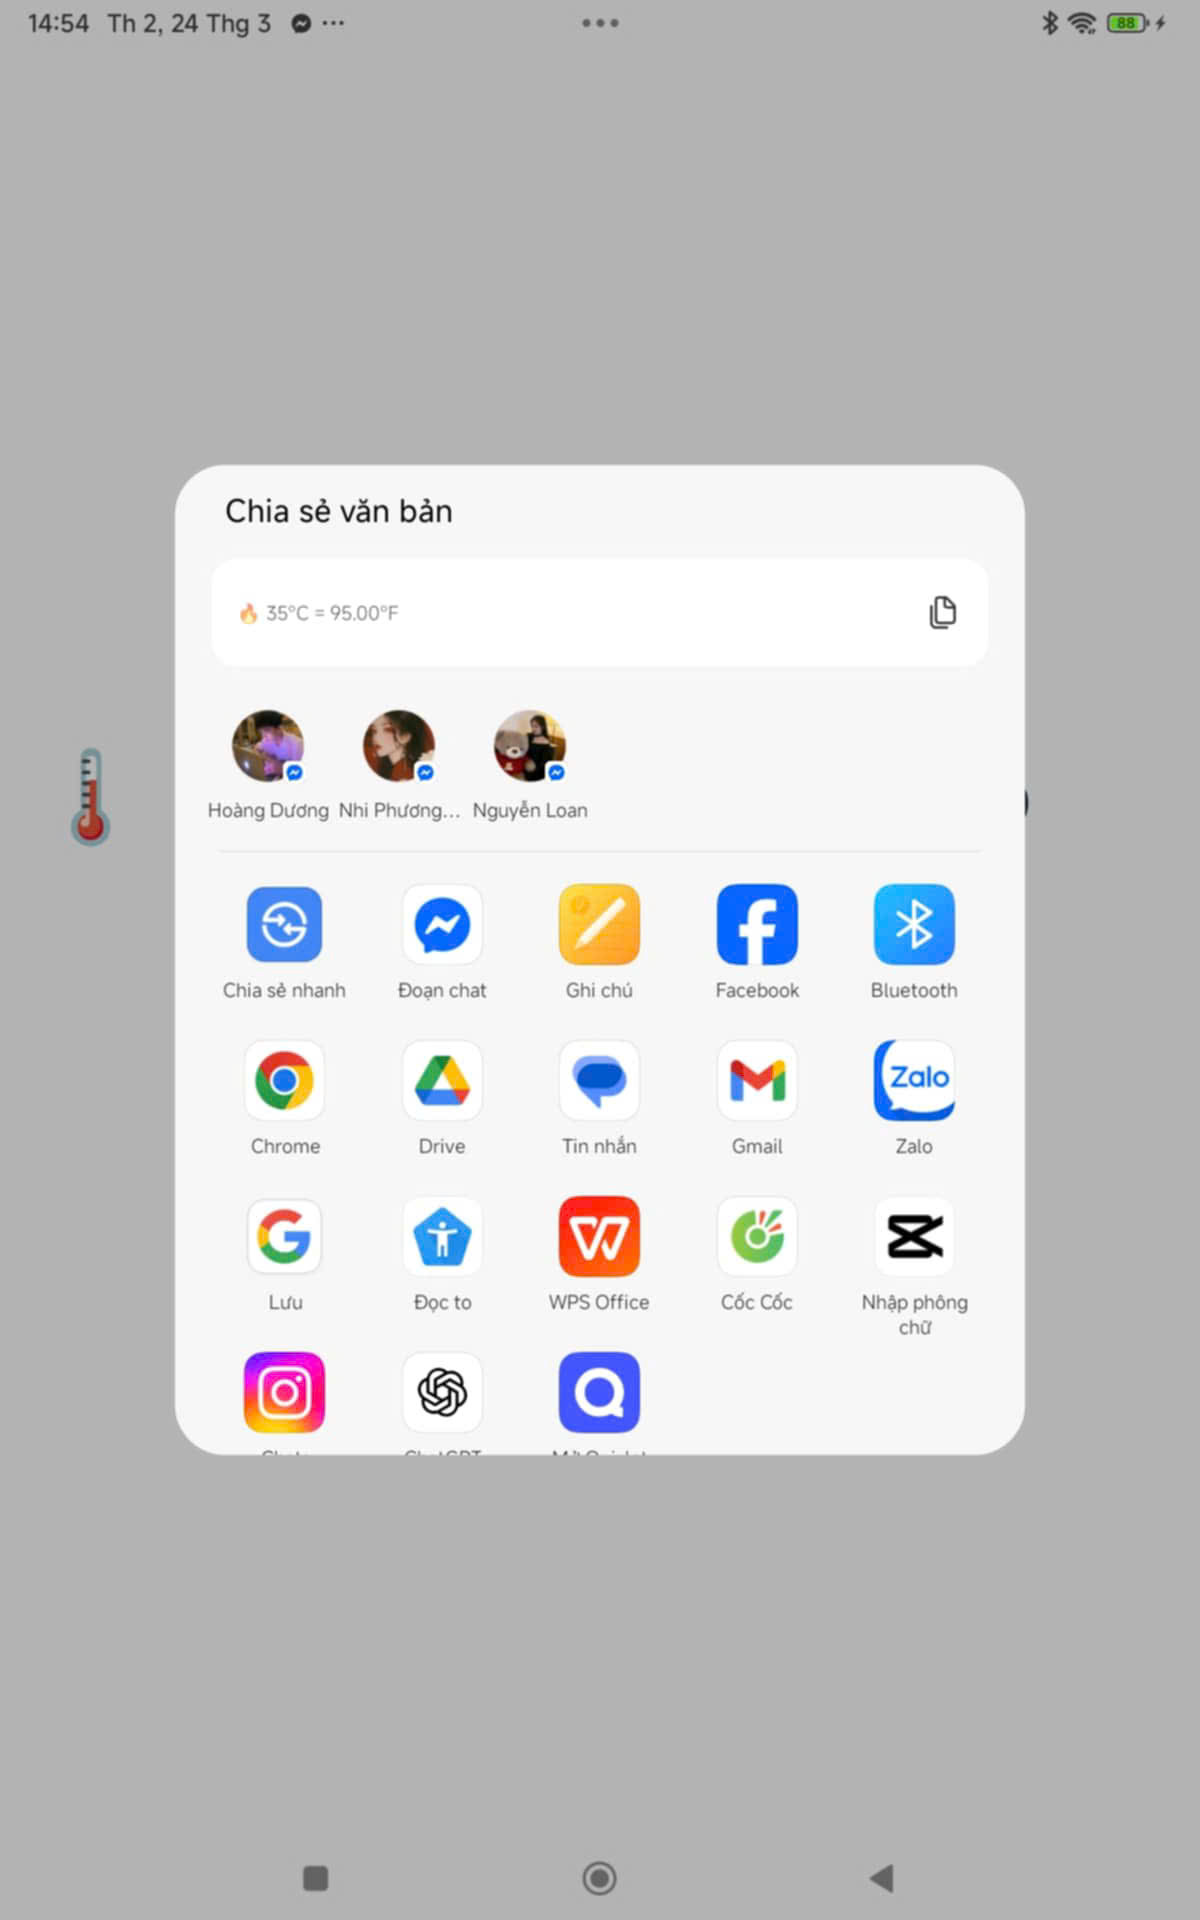 14:54 Th 2, 24 Thg 3
88
Chia sẻ văn bản
🔥 35°C = 95.00°F
Hoàng Dương Nhi Phương... Nguyễn Loan
Chia sẻ nhanh Đoạn chat Ghi chú Facebook Bluetooth
Zalo
Chrome Drive Tin nhắn Gmail Zalo
Lưu Đọc to WPS Office Cốc Cốc Nhập phông
chữ